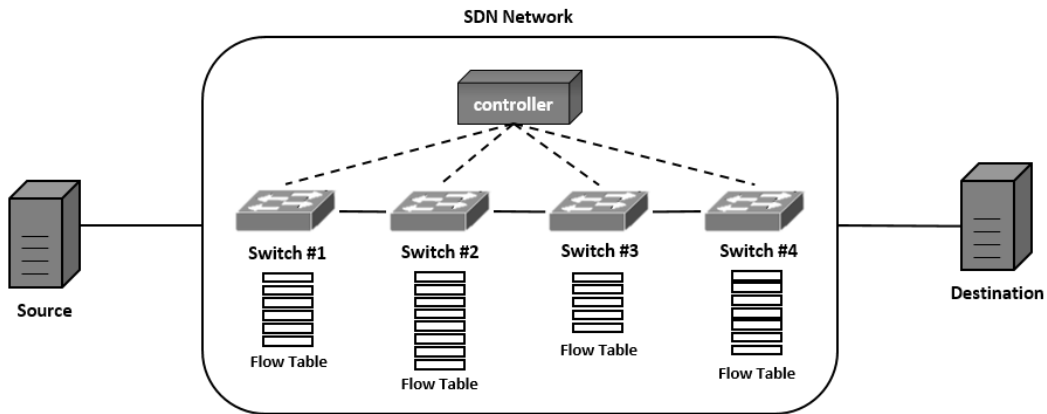 SDN Network
controller
Switch #1
Switch #2
Switch #3
Switch #4
Source
Destination
Flow Table
Flow Table
Flow Table
Flow Table